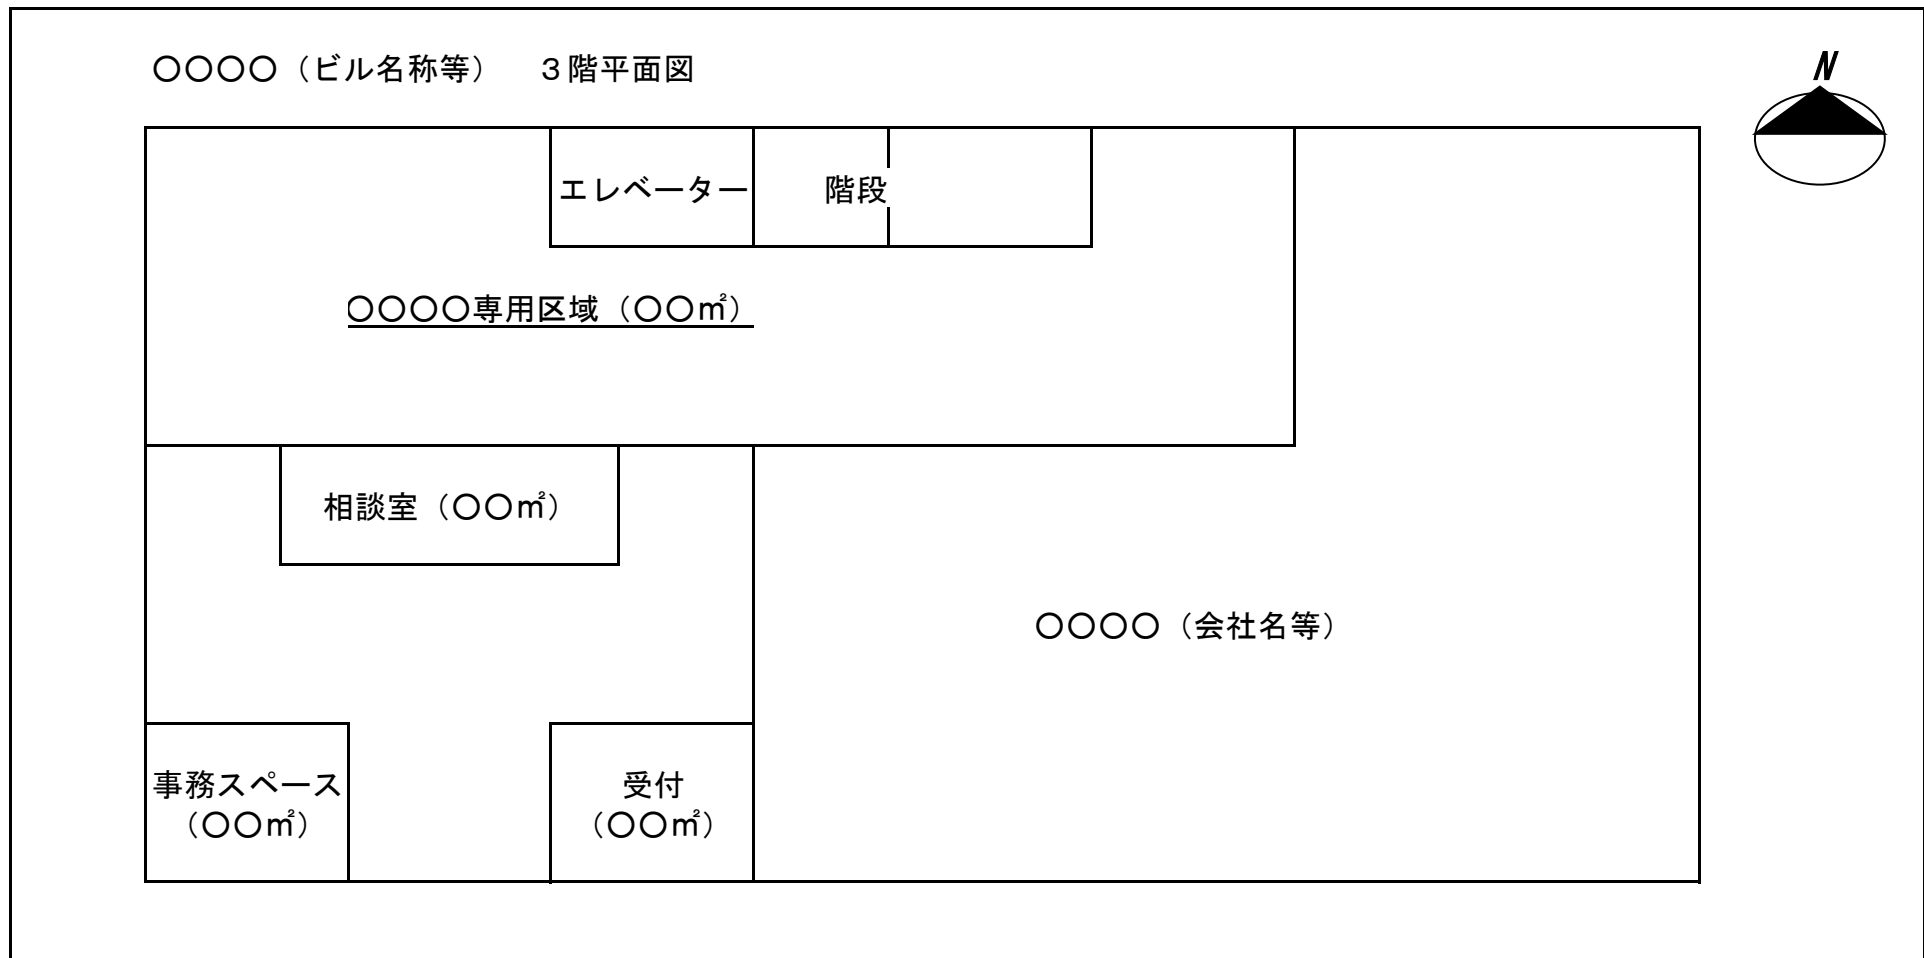 〇〇〇〇（ビル名称等）　３階平面図
N
エレベーター
階段
〇〇〇〇専用区域（〇〇㎡）
相談室（〇〇㎡）
〇〇〇〇（会社名等）
事務スペース
（〇〇㎡）
受付
（〇〇㎡）